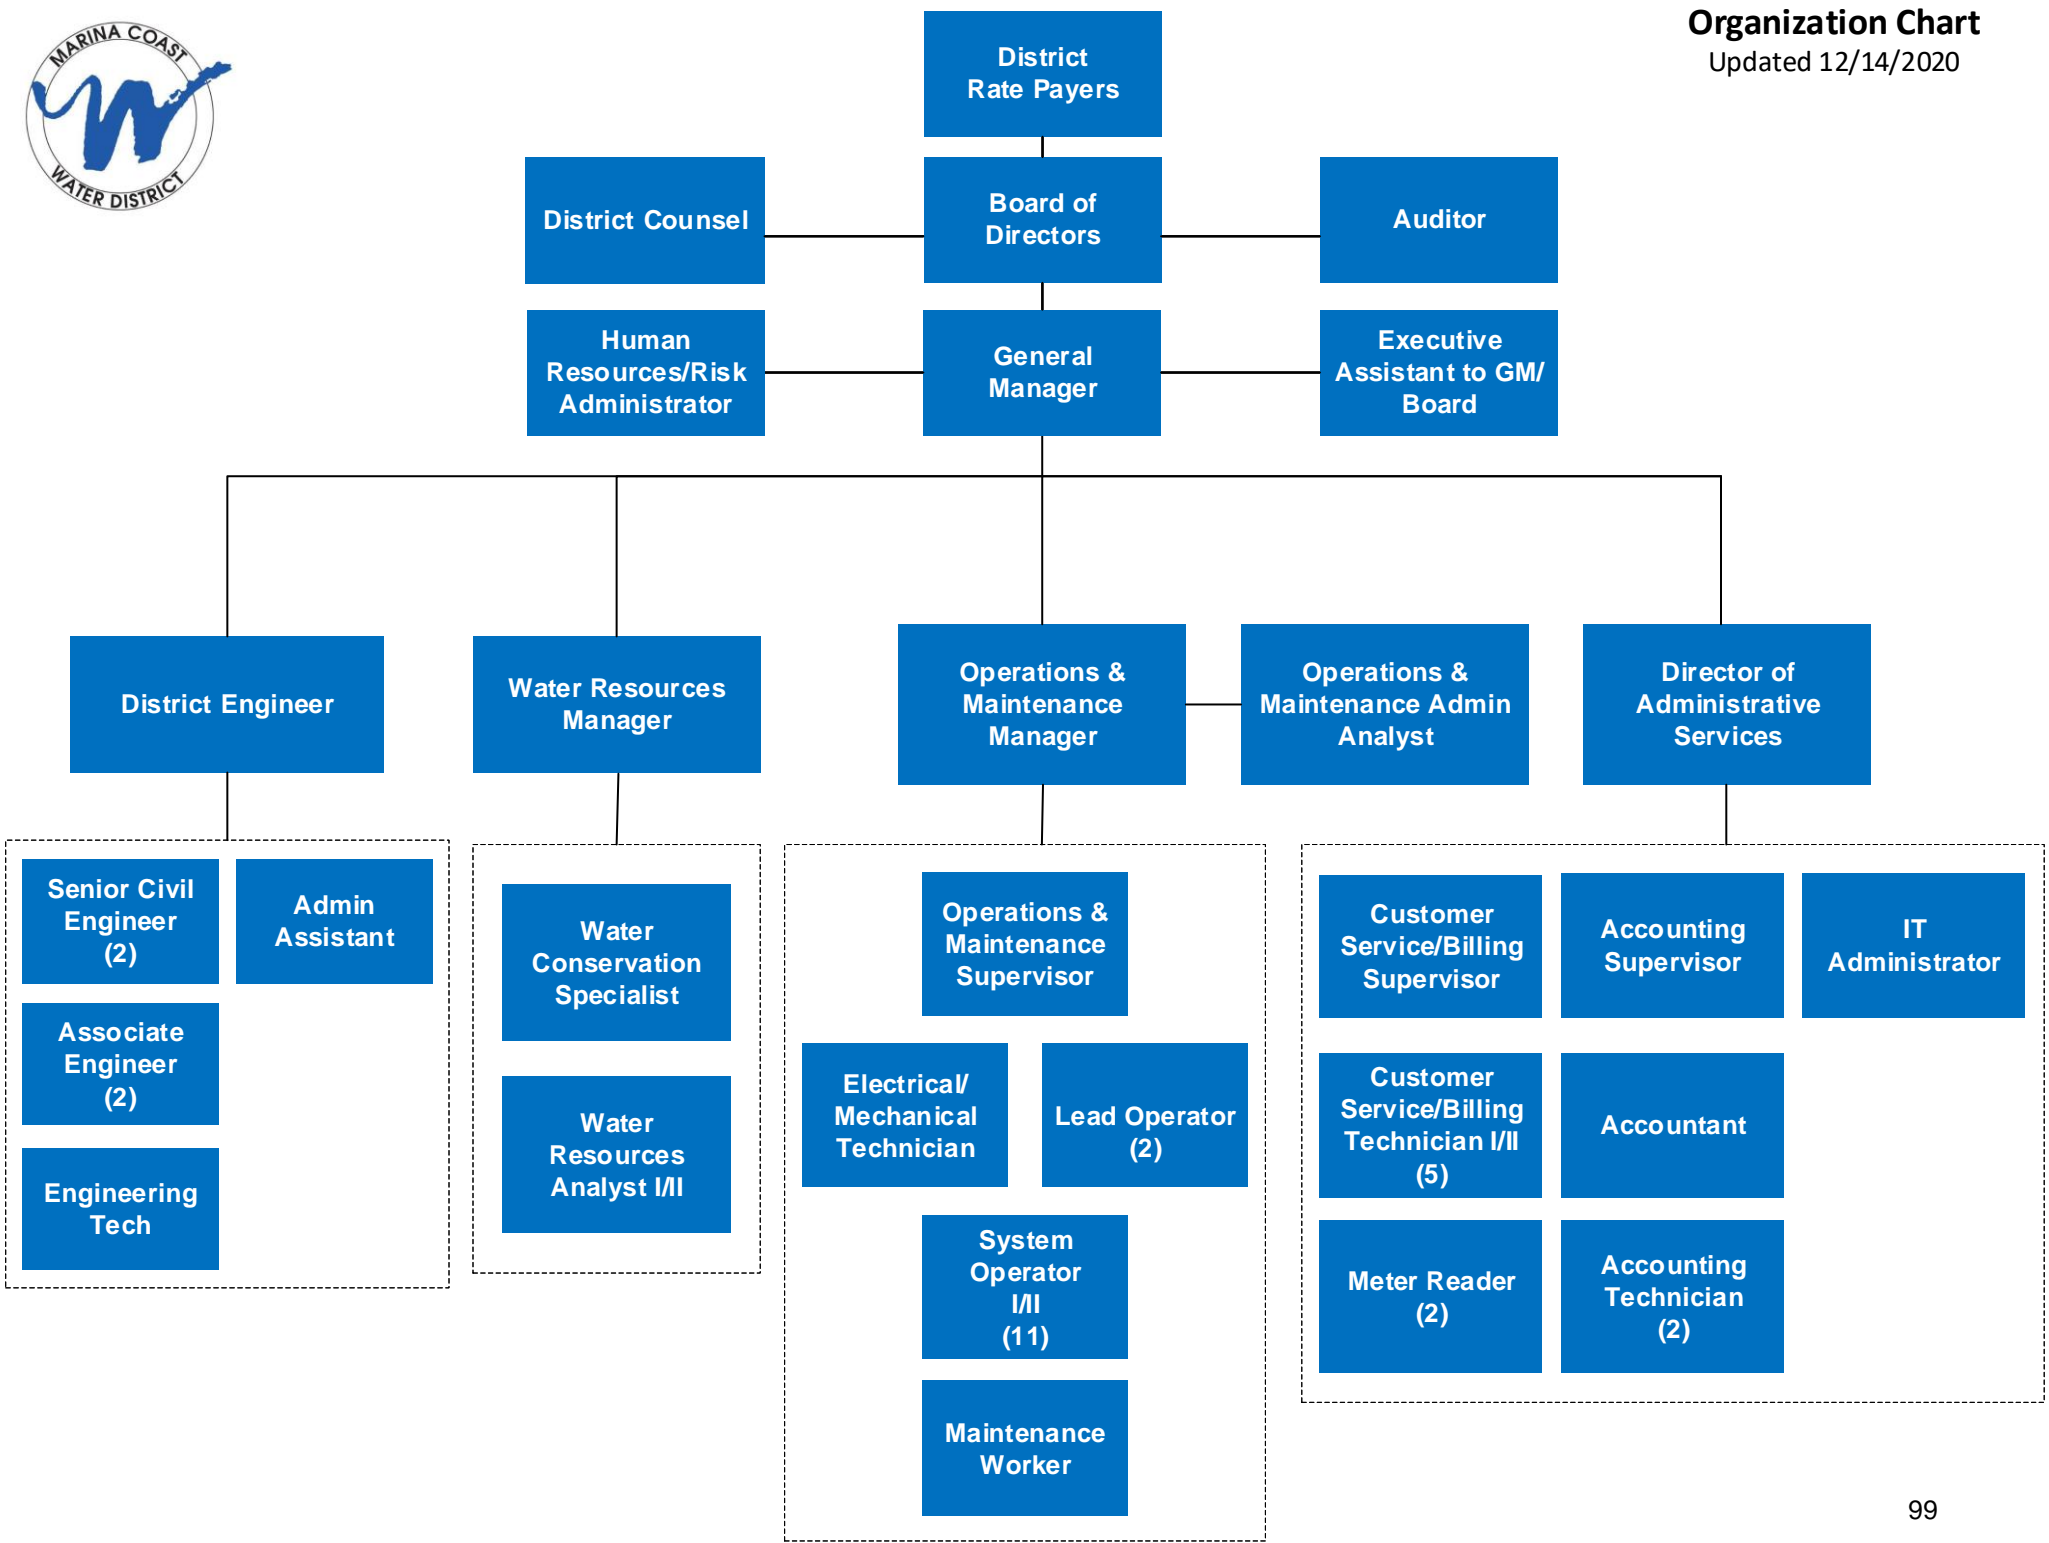 MARINA COAST
WATER DISTRICT
Organization Chart
Updated 12/14/2020
District
Rate Payers
District Counsel
Board of
Directors
Auditor
Human
Resources/Risk
Administrator
General
Manager
Executive
Assistant to GM/
Board
District Engineer
Water Resources
Manager
Operations &
Maintenance
Manager
Operations &
Maintenance Admin
Analyst
Director of
Administrative
Services
Senior Civil
Engineer
(2)
Admin
Assistant
Associate
Engineer
(2)
Engineering
Tech
Water
Conservation
Specialist
Water
Resources
Analyst I/II
Operations &
Maintenance
Supervisor
Electrical/
Mechanical
Technician
Lead Operator
(2)
System
Operator
I/II
(11)
Maintenance
Worker
Customer
Service/Billing
Supervisor
Accounting
Supervisor
IT
Administrator
Customer
Service/Billing
Technician I/II
(5)
Accountant
Meter Reader
(2)
Accounting
Technician
(2)
99